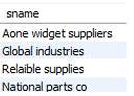 sname
Aone widget suppliers
Global industries
Relaible supplies
National parts co